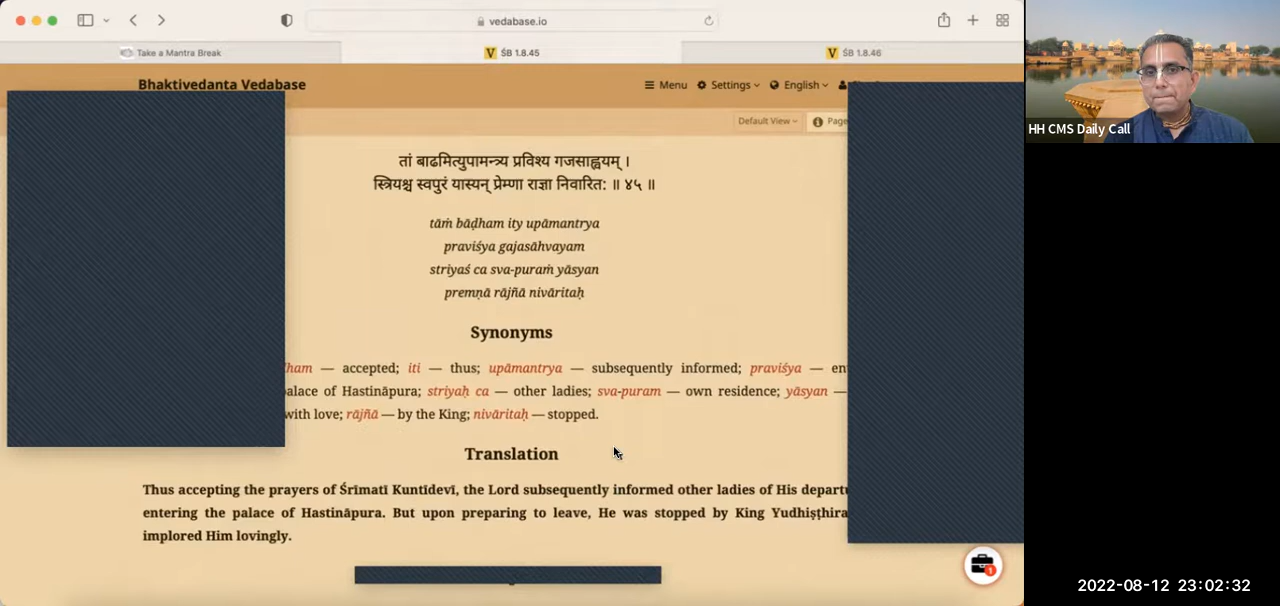 vedabase.io
Take a Mantra Break
V ŚB 1.8.45
V ŚB 1.8.46
Bhaktivedanta Vedabase
Menu Settings English
Default View
Page
HH CMS Daily Call
तां बाढमित्युपामन्त्र्य प्रविश्य गजसाह्वयम् ।
स्त्रियश्च स्वपुरं यास्यन् प्रेम्णा राज्ञा निवारित: ॥ ४५ ॥
tāṁ bāḍham ity upāmantrya
praviśya gajasāhvayam
striyaś ca sva-puraṁ yāsyan
premṇā rājñā nivāritaḥ
Synonyms
— accepted; iti — thus; upāmantrya — subsequently informed; praviśya —
of Hastināpura; striyaḥ ca — other ladies; sva-puram — own residence; yāsyan —
with love; rājñā — by the King; nivāritaḥ — stopped.
Translation
Thus accepting the prayers of Śrīmatī Kuntīdevī, the Lord subsequently informed other ladies of His
entering the palace of Hastināpura. But upon preparing to leave, He was stopped by King Yudhiṣṭhira
implored Him lovingly.
1
2022-08-12 23:02:32